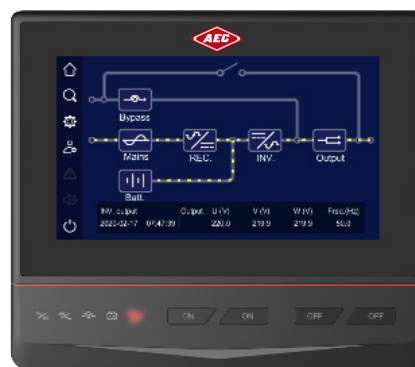 AEC
Bypass
Mains
REC.
INV.
Output
Batt.
INV. output Output: U (V) V (V) W (V) Freq.(Hz)
2020-02-17 07:47:39 220.0 219.9 219.9 50.0
ON ON OFF OFF